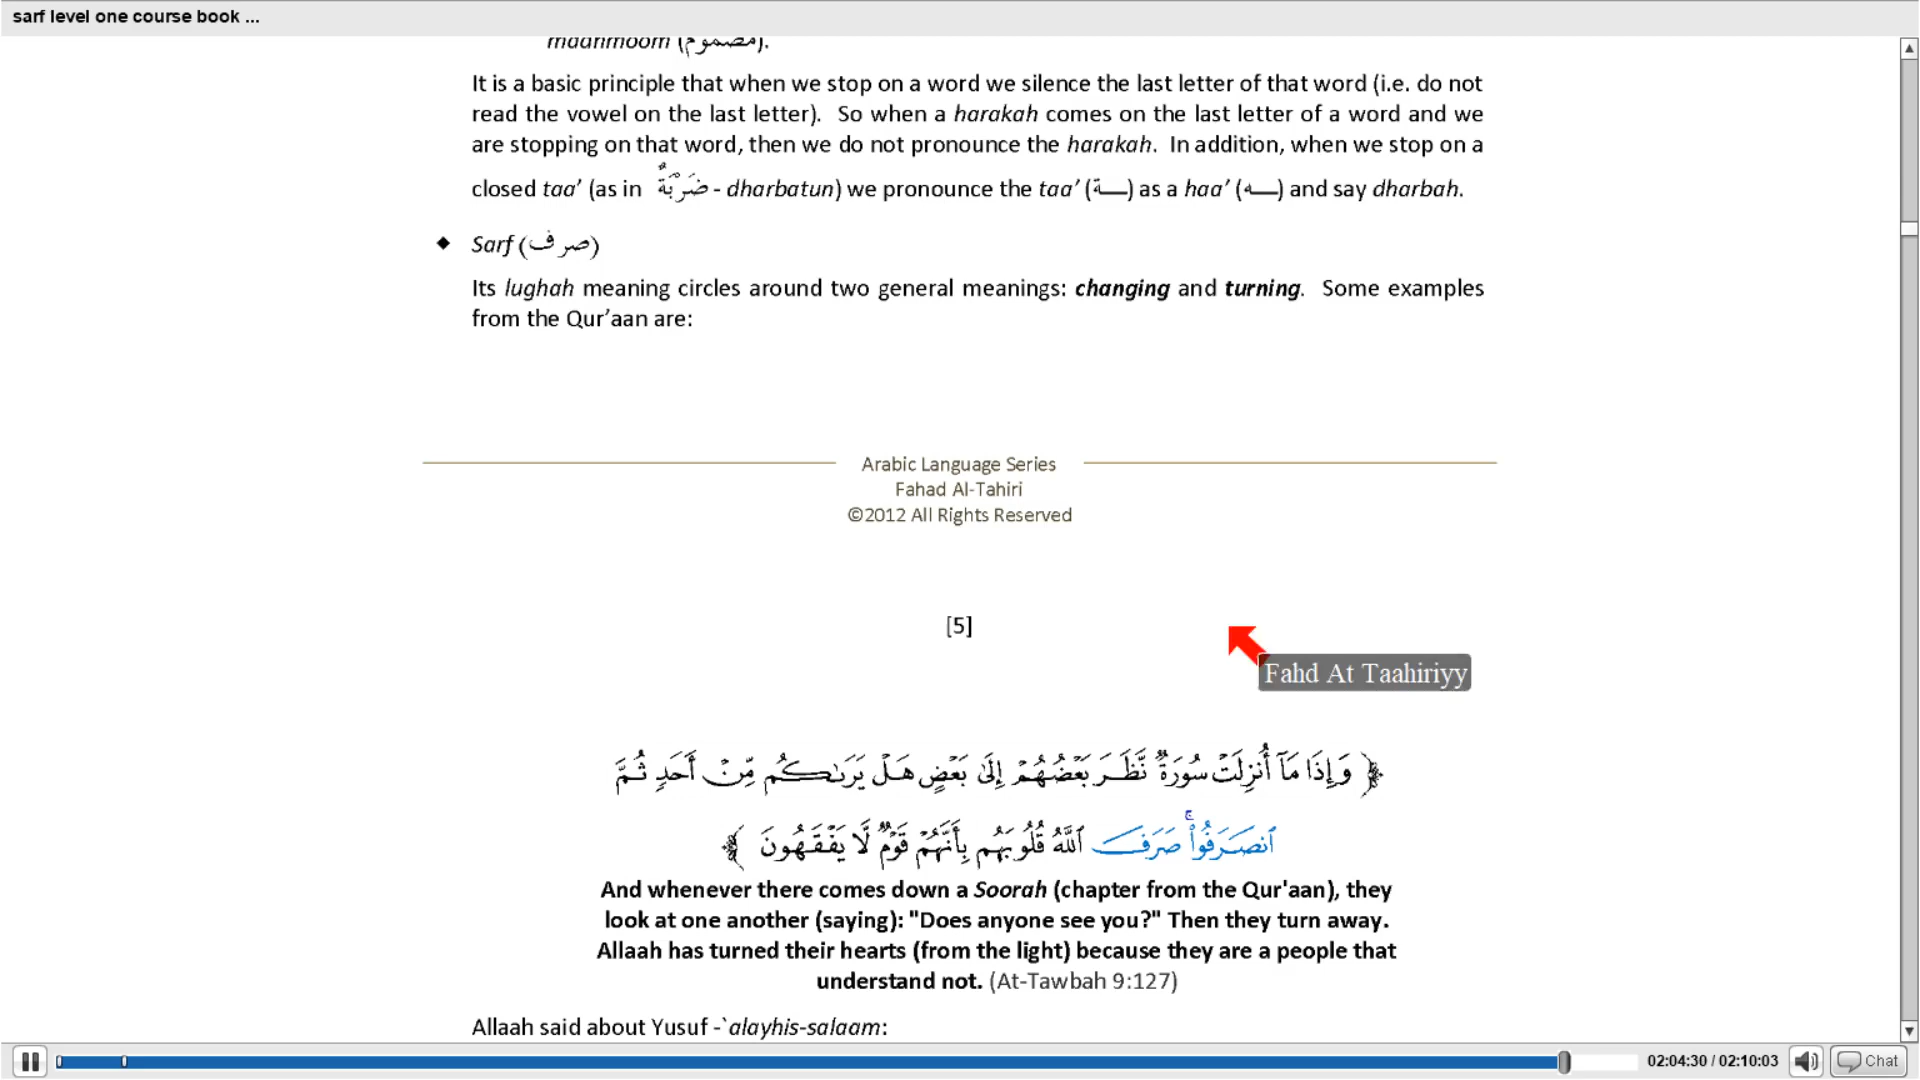 sarf level one course book ...
madhmoom (مضموم).
It is a basic principle that when we stop on a word we silence the last letter of that word (i.e. do not
read the vowel on the last letter).  So when a harakah comes on the last letter of a word and we
are stopping on that word, then we do not pronounce the harakah.  In addition, when we stop on a
closed taa’ (as in ضَرْبَةٌ - dharbatun) we pronounce the taa’ (ـــة) as a haa’ (ـــه) and say dharbah.
◆ Sarf (صرف)
Its lughah meaning circles around two general meanings: changing and turning.  Some examples
from the Qur’aan are:
Arabic Language Series
Fahad Al-Tahiri
©2012 All Rights Reserved
[5]
Fahd At Taahiriyy
﴿ وَإِذَا مَآ أُنزِلَتْ سُورَةٌ نَّظَرَ بَعْضُهُمْ إِلَىٰ بَعْضٍ هَلْ يَرَىٰكُم مِّنْ أَحَدٍ ثُمَّ
ٱنصَرَفُوا۟ ۚ صَرَفَ ٱللَّهُ قُلُوبَهُم بِأَنَّهُمْ قَوْمٌ لَّا يَفْقَهُونَ ﴾
And whenever there comes down a Soorah (chapter from the Qur'aan), they
look at one another (saying): "Does anyone see you?" Then they turn away.
Allaah has turned their hearts (from the light) because they are a people that
understand not. (At-Tawbah 9:127)
Allaah said about Yusuf -`alayhis-salaam:
02:04:30 / 02:10:03
Chat